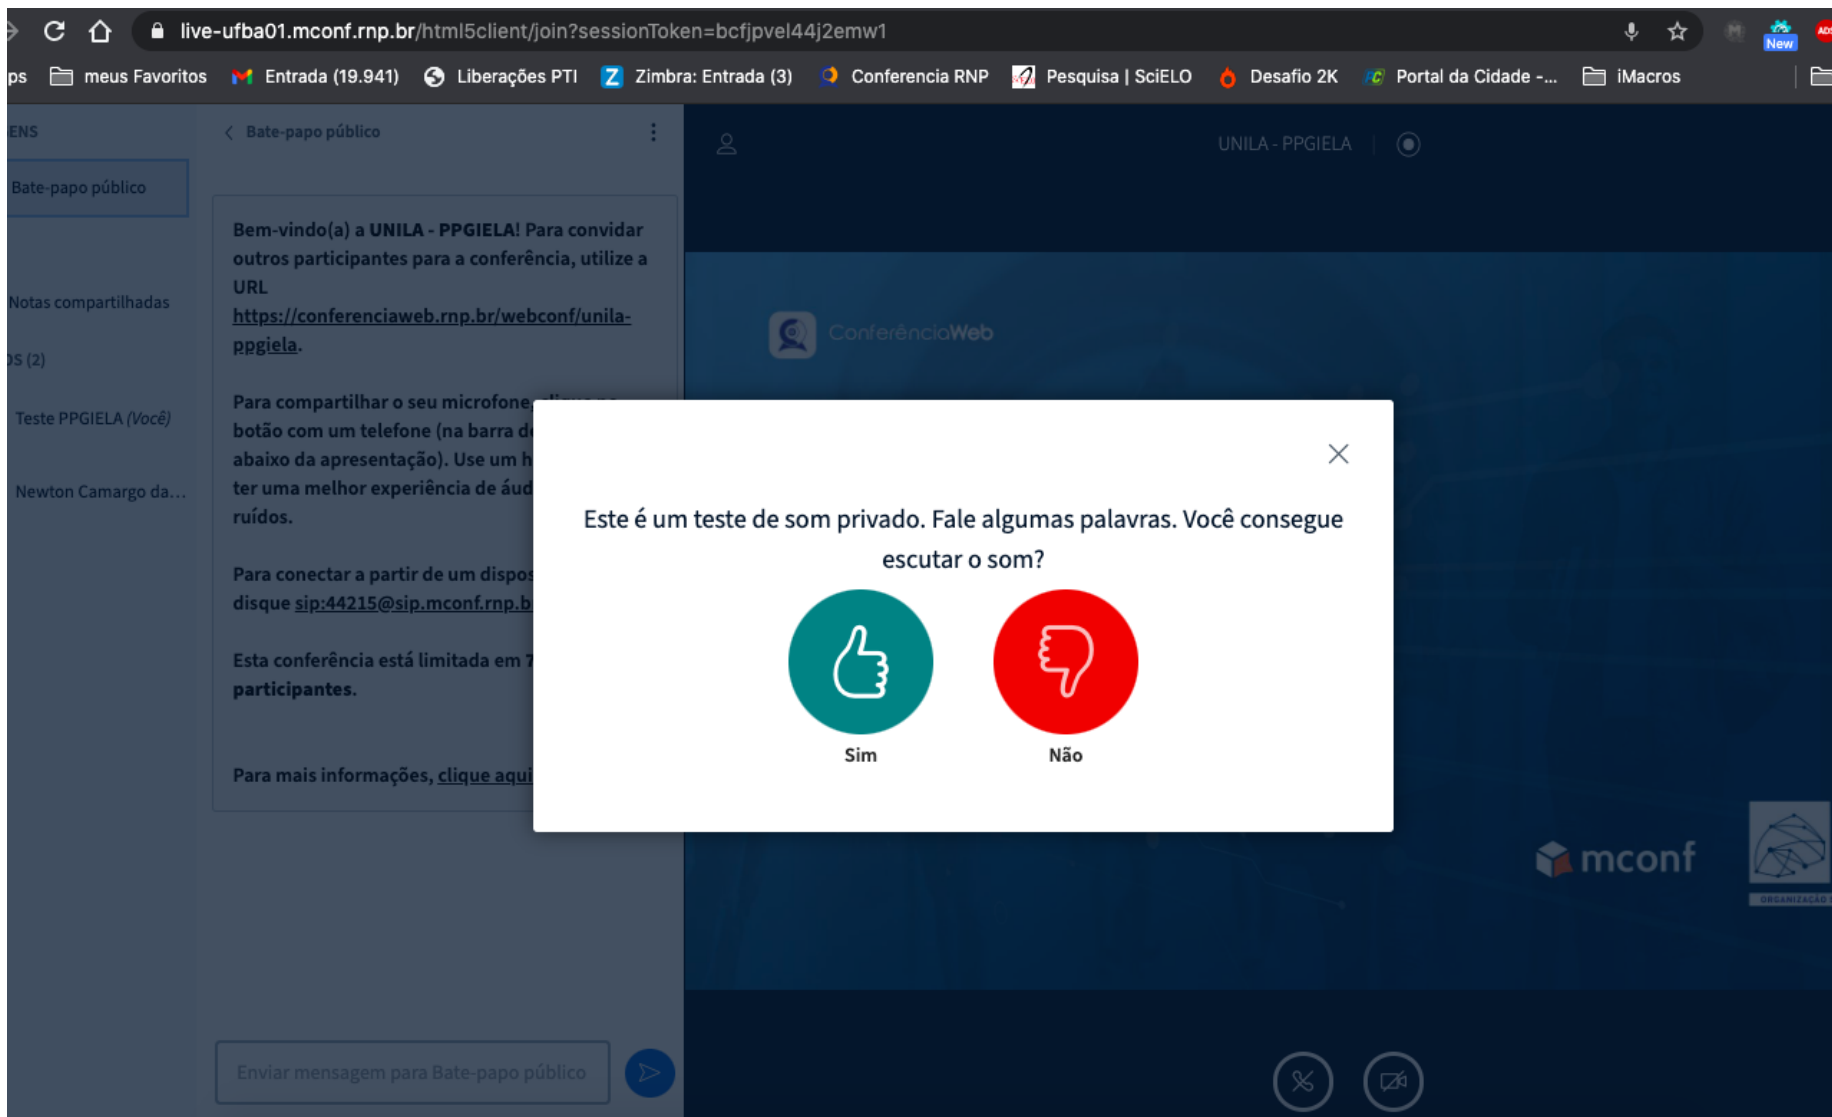 live-ufba01.mconf.rnp.br/html5client/join?sessionToken=bcfjpvel44j2emw1
New
ADS
ps meus Favoritos Entrada (19.941) Liberações PTI Zimbra: Entrada (3) Conferencia RNP Pesquisa | SciELO Desafio 2K Portal da Cidade -... iMacros
ENS
Bate-papo público
Notas compartilhadas
OS (2)
Teste PPGIELA (Você)
Newton Camargo da...
Bate-papo público
Bem-vindo(a) a UNILA - PPGIELA! Para convidar
outros participantes para a conferência, utilize a
URL
https://conferenciaweb.rnp.br/webconf/unila-
ppgiela.
Para compartilhar o seu microfone,
botão com um telefone (na barra de
abaixo da apresentação). Use um h
ter uma melhor experiência de áud
ruídos.
Para conectar a partir de um dispos
disque sip:44215@sip.mconf.rnp.b
Esta conferência está limitada em 7
participantes.
Para mais informações, clique aqui
Enviar mensagem para Bate-papo público
UNILA - PPGIELA
ConferênciaWeb
Este é um teste de som privado. Fale algumas palavras. Você consegue
escutar o som?
Sim Não
mconf